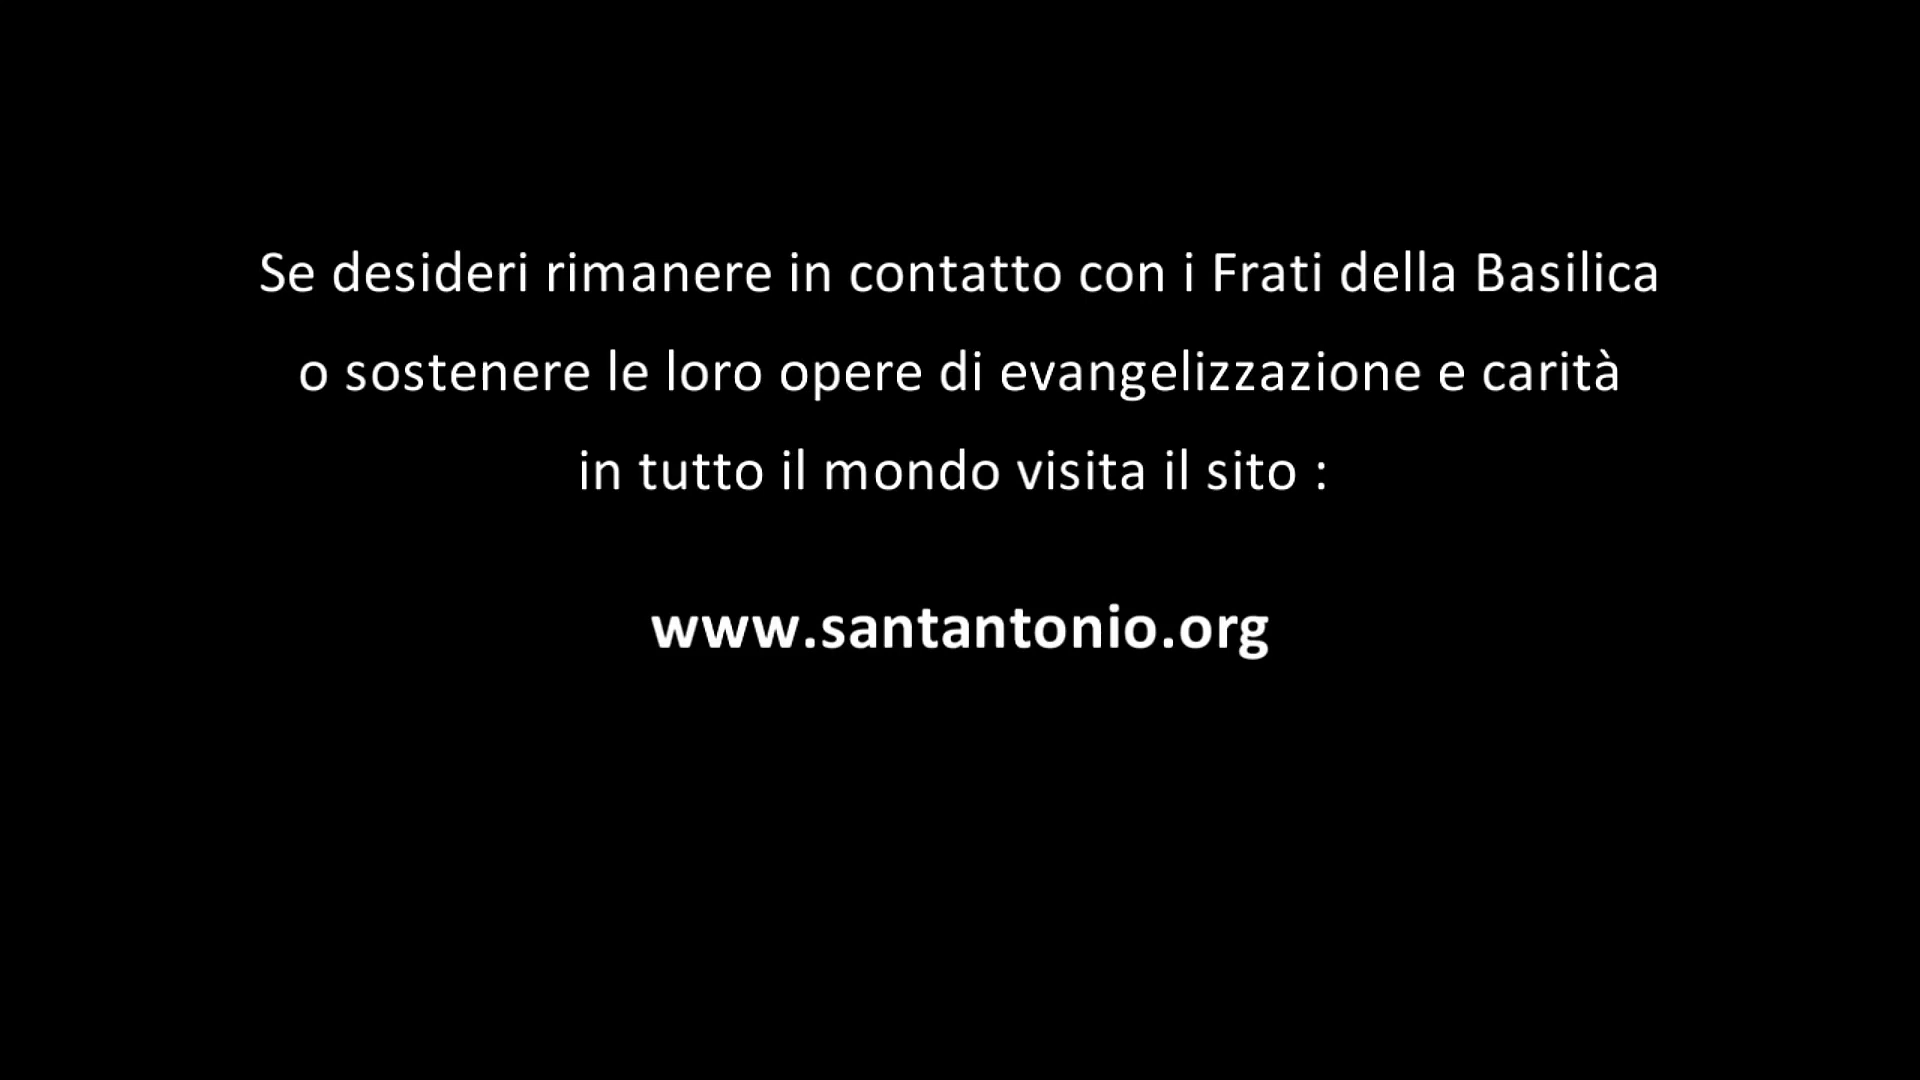 Se desideri rimanere in contatto con i Frati della Basilica
o sostenere le loro opere di evangelizzazione e carità
in tutto il mondo visita il sito :
www.santantonio.org